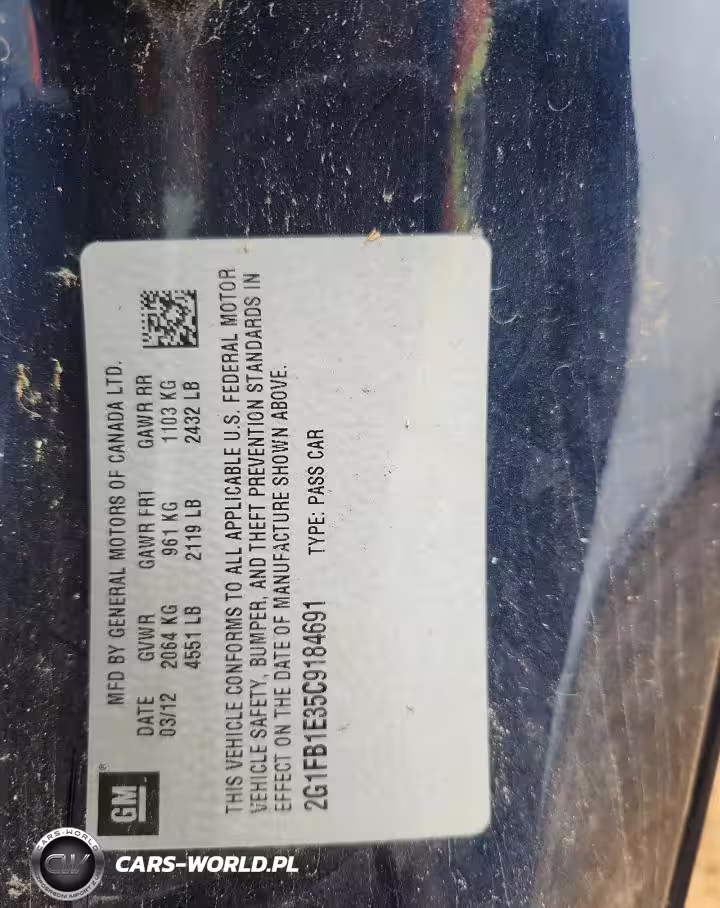 GM ®
MFD BY GENERAL MOTORS OF CANADA LTD.
DATE GVWR GAWR FRT GAWR RR
03/12 2064 KG 961 KG 1103 KG
4551 LB 2119 LB 2432 LB
THIS VEHICLE CONFORMS TO ALL APPLICABLE U.S. FEDERAL MOTOR
VEHICLE SAFETY, BUMPER, AND THEFT PREVENTION STANDARDS IN
EFFECT ON THE DATE OF MANUFACTURE SHOWN ABOVE.
2G1FB1E35C9184691 TYPE: PASS CAR
CARS-WORLD
CW
CARS-WORLD.PL